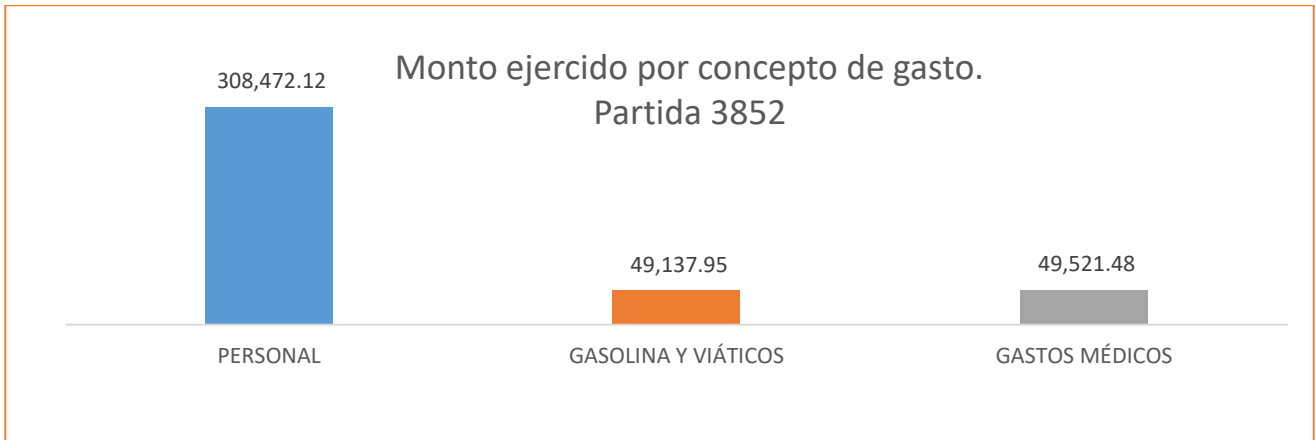 Monto ejercido por concepto de gasto.
Partida 3852
308,472.12
49,137.95
49,521.48
PERSONAL
GASOLINA Y VIÁTICOS
GASTOS MÉDICOS